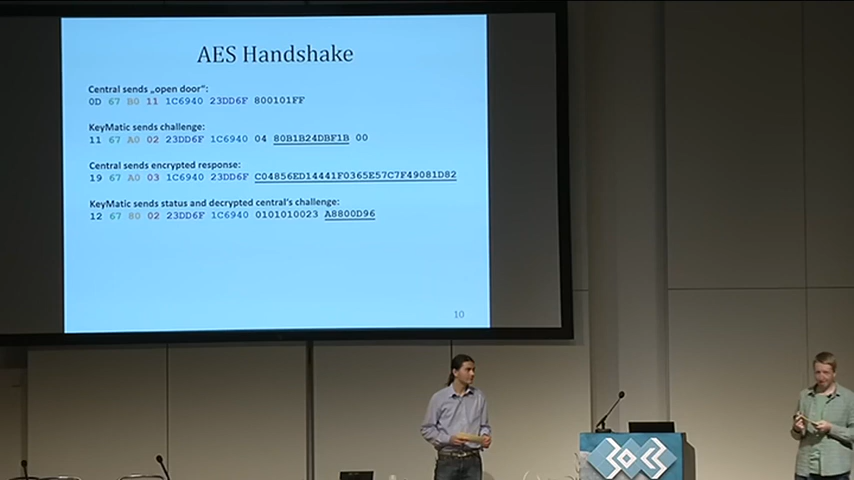 AES Handshake
Central sends „open door“:
0D 67 B0 11 1C6940 23DD6F 800101FF
KeyMatic sends challenge:
11 67 A0 02 23DD6F 1C6940 04 80B1B24DBF1B 00
Central sends encrypted response:
19 67 A0 03 1C6940 23DD6F C04856ED14441F0365E57C7F49081D82
KeyMatic sends status and decrypted central's challenge:
12 67 80 02 23DD6F 1C6940 0101010023 A8800D96
10
30C3